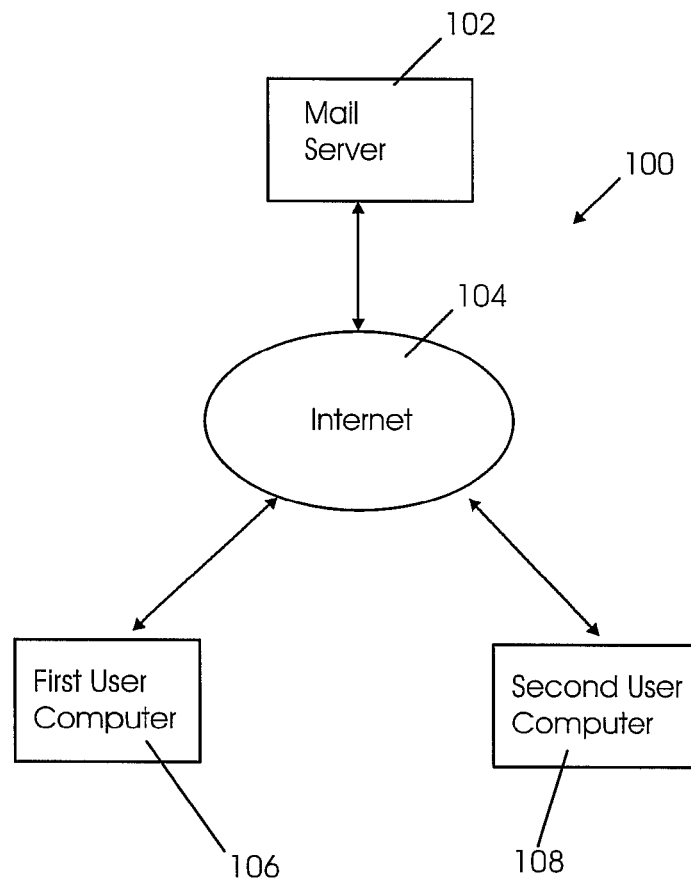 102
Mail
Server
100
104
Internet
First User
Computer
Second User
Computer
106
108